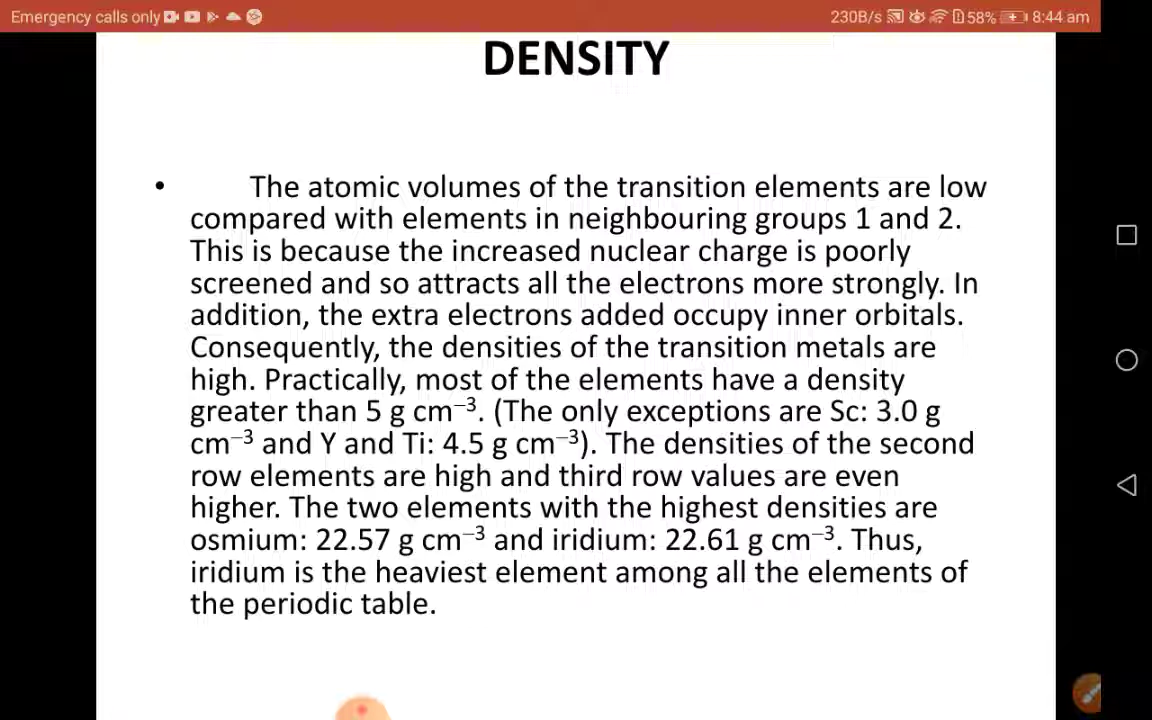 Emergency calls only
230B/s 58% 8:44 am
DENSITY
• The atomic volumes of the transition elements are low
compared with elements in neighbouring groups 1 and 2.
This is because the increased nuclear charge is poorly
screened and so attracts all the electrons more strongly. In
addition, the extra electrons added occupy inner orbitals.
Consequently, the densities of the transition metals are
high. Practically, most of the elements have a density
greater than 5 g cm⁻³. (The only exceptions are Sc: 3.0 g
cm⁻³ and Y and Ti: 4.5 g cm⁻³). The densities of the second
row elements are high and third row values are even
higher. The two elements with the highest densities are
osmium: 22.57 g cm⁻³ and iridium: 22.61 g cm⁻³. Thus,
iridium is the heaviest element among all the elements of
the periodic table.